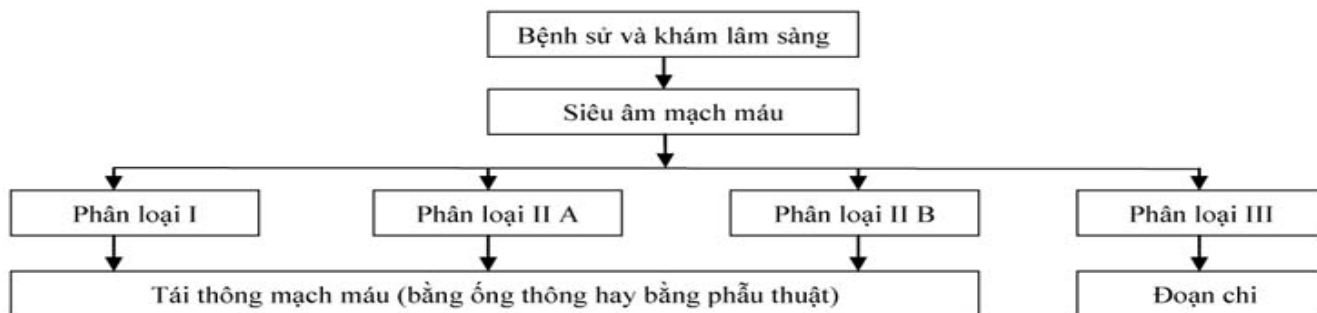 Bệnh sử và khám lâm sàng
Siêu âm mạch máu
Phân loại I
Phân loại II A
Phân loại II B
Phân loại III
Tái thông mạch máu (bằng ống thông hay bằng phẫu thuật)
Đoạn chi